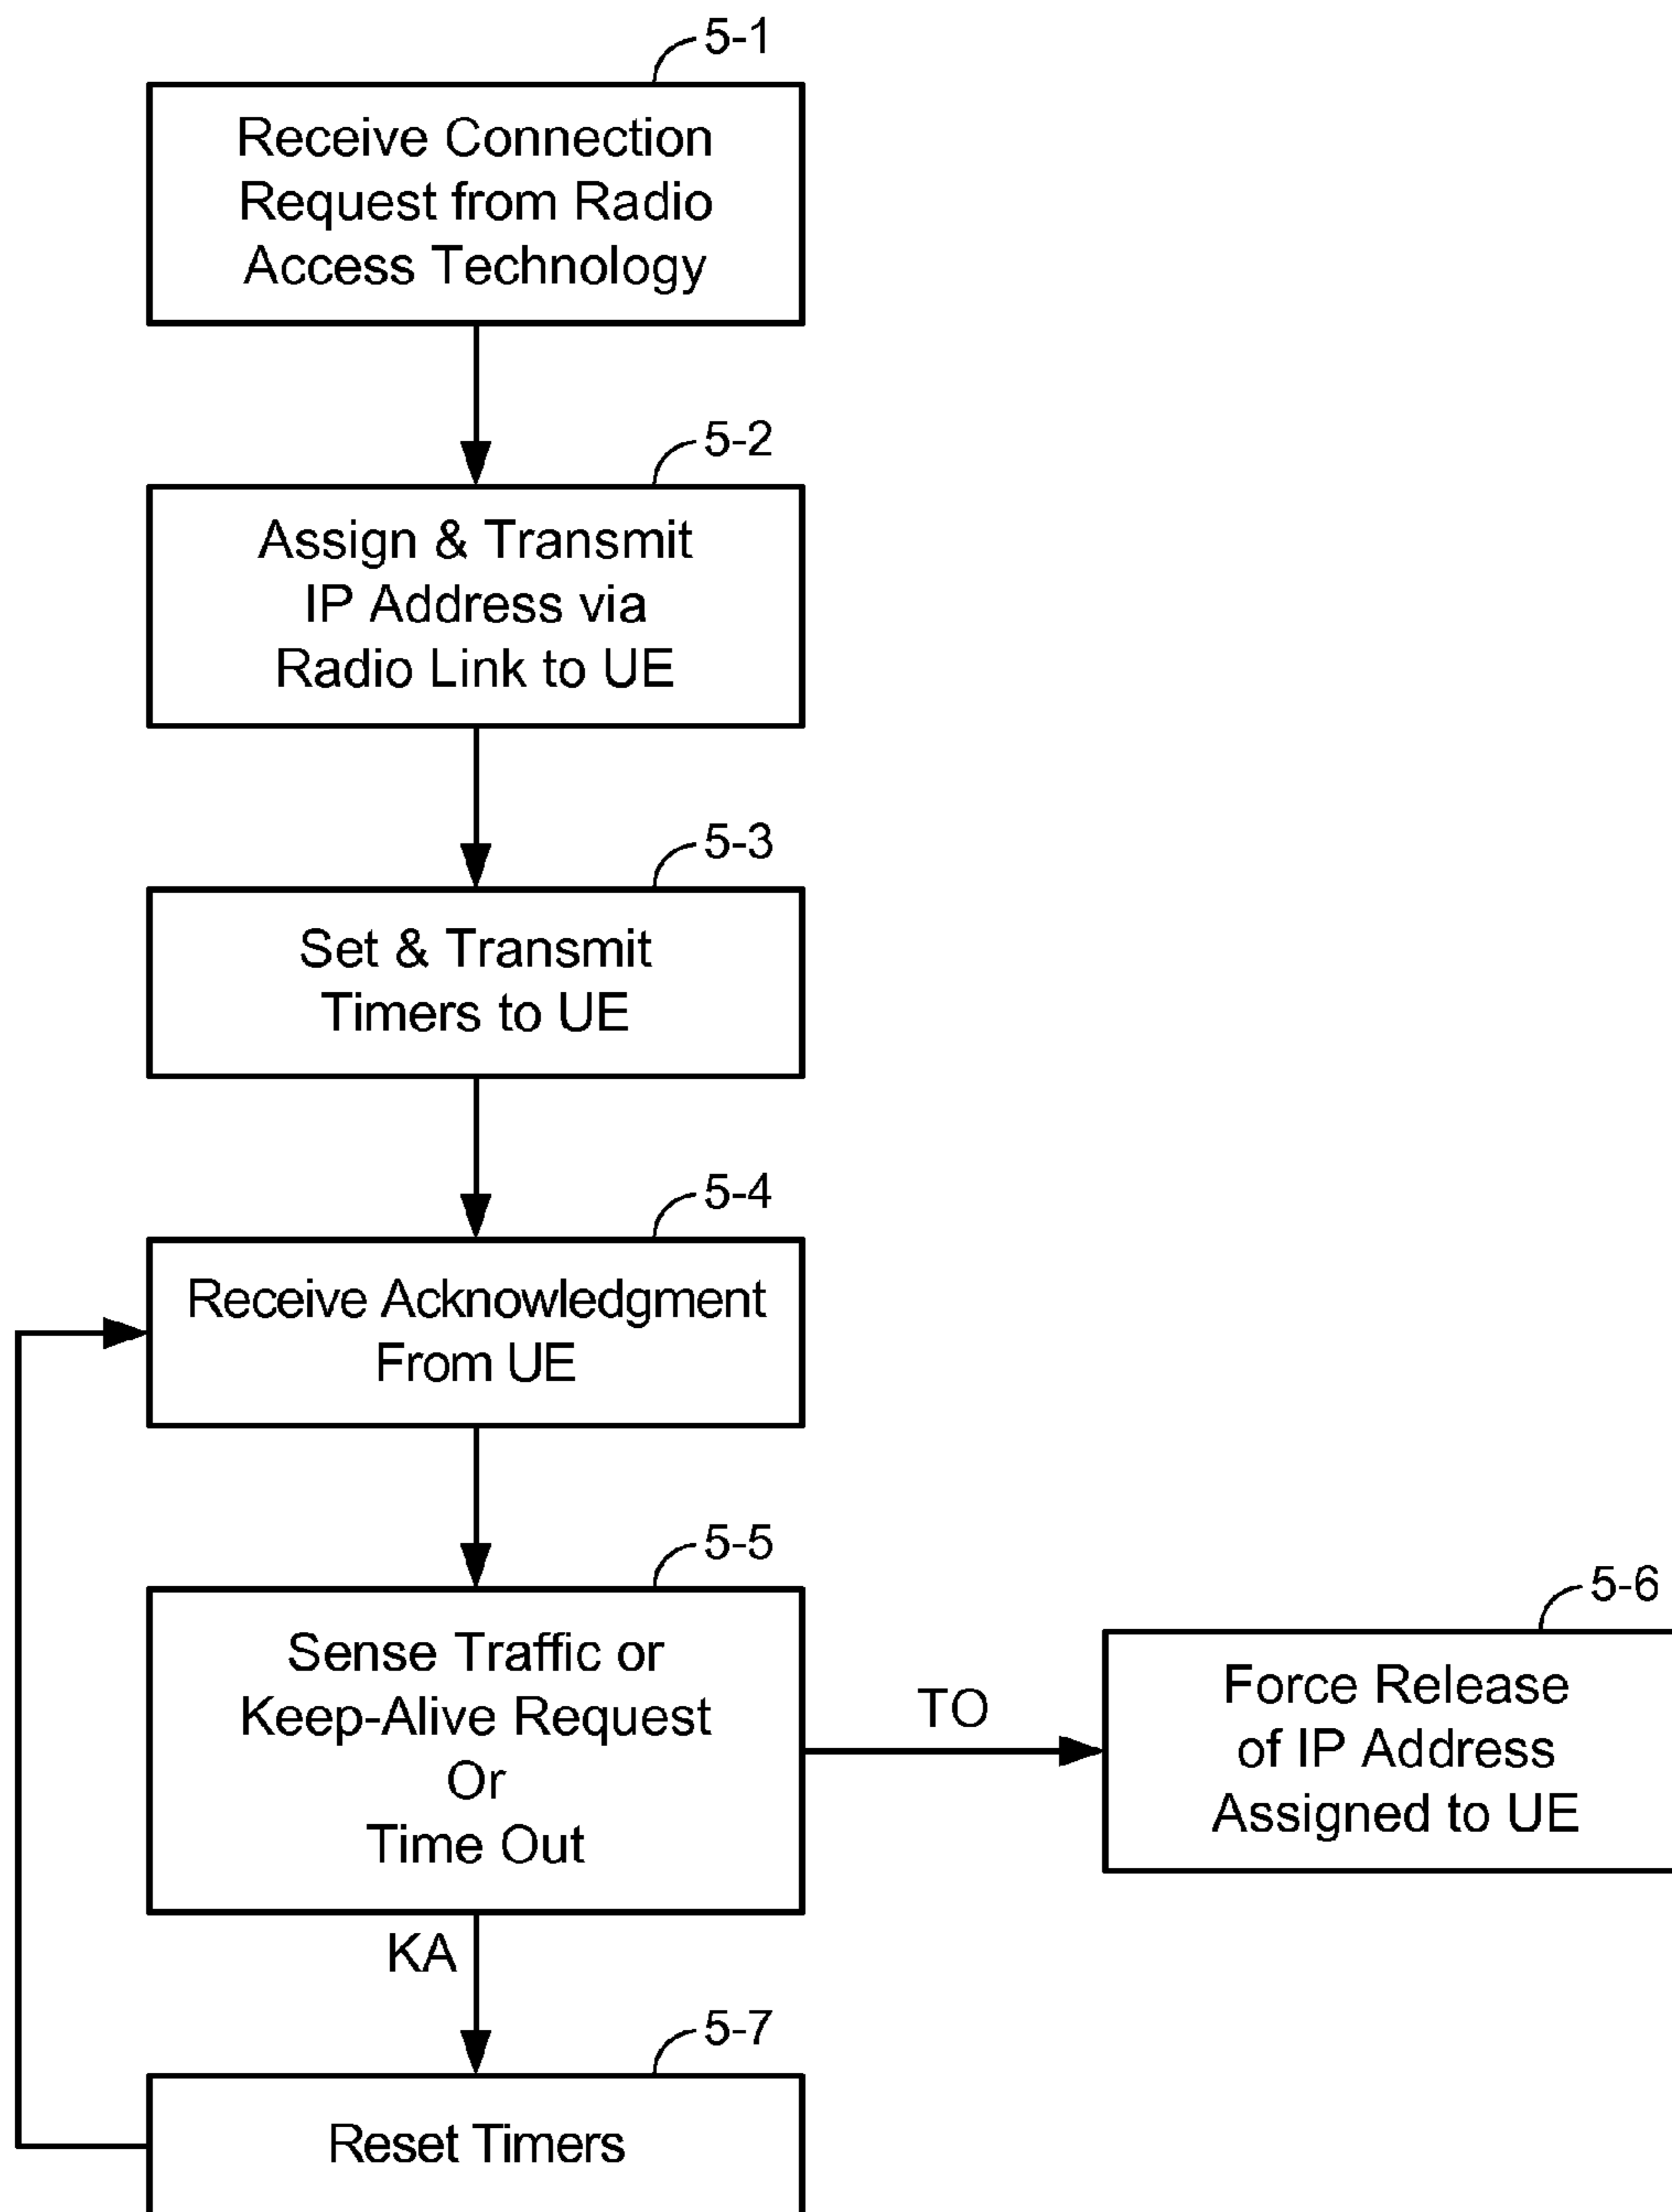 5-1
Receive Connection
Request from Radio
Access Technology
5-2
Assign & Transmit
IP Address via
Radio Link to UE
5-3
Set & Transmit
Timers to UE
5-4
Receive Acknowledgment
From UE
5-5
Sense Traffic or
Keep-Alive Request
Or
Time Out
TO
5-6
Force Release
of IP Address
Assigned to UE
KA
5-7
Reset Timers